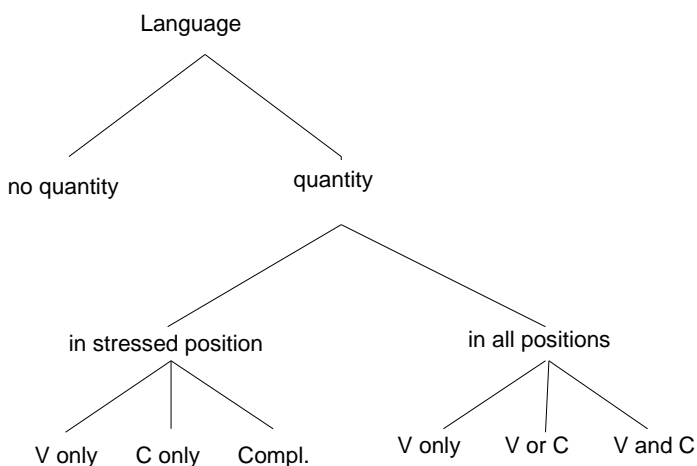 Language
no quantity
quantity
in stressed position
in all positions
V only
C only
Compl.
V only
V or C
V and C